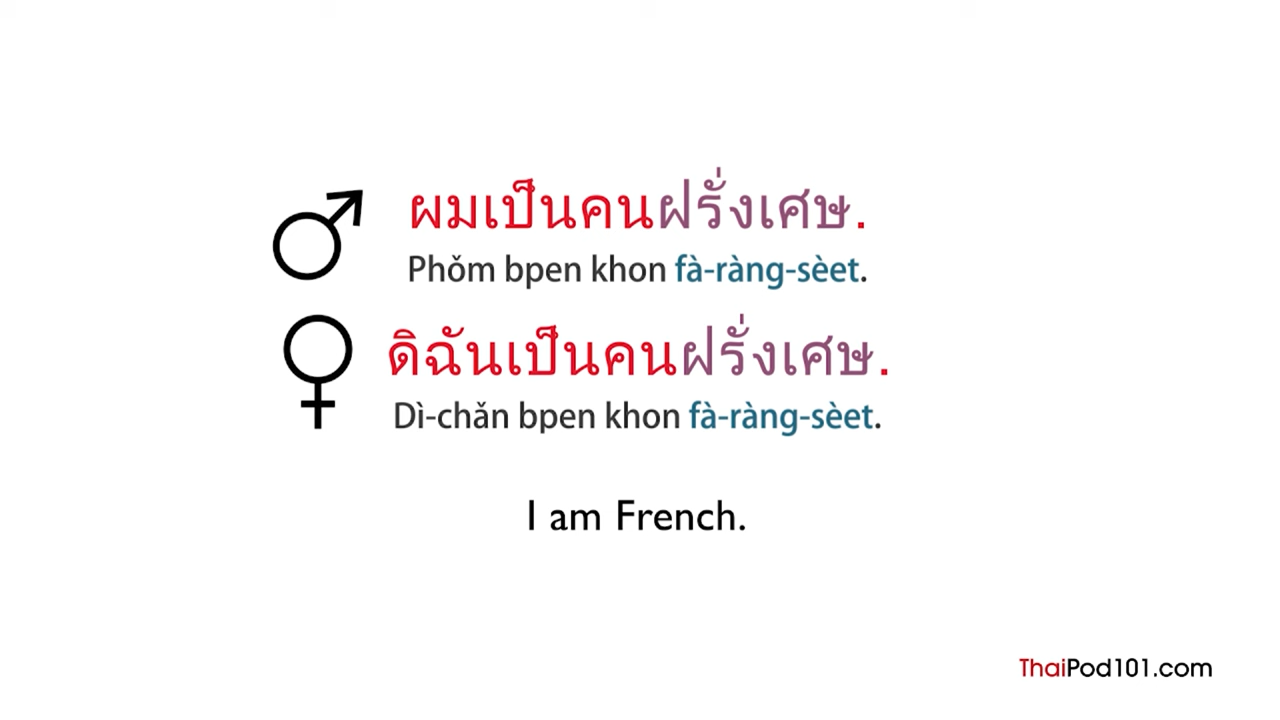 ผมเป็นคนฝรั่งเศษ.
Phǒm bpen khon fà-ràng-sèet.
ดิฉันเป็นคนฝรั่งเศษ.
Dì-chǎn bpen khon fà-ràng-sèet.
I am French.
ThaiPod101.com